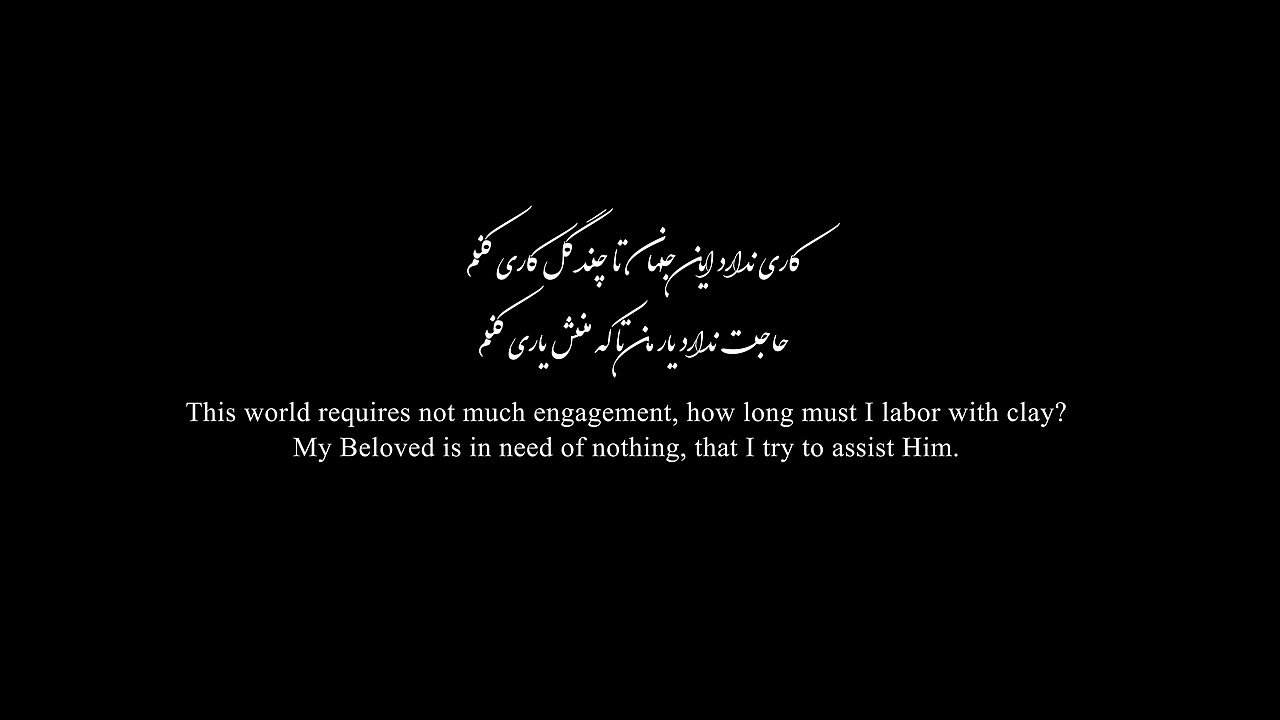 کاری ندارد این جهان تا چند گل کاری کنم
حاجت ندارد یار من تا که منش یاری کنم
This world requires not much engagement, how long must I labor with clay?
My Beloved is in need of nothing, that I try to assist Him.